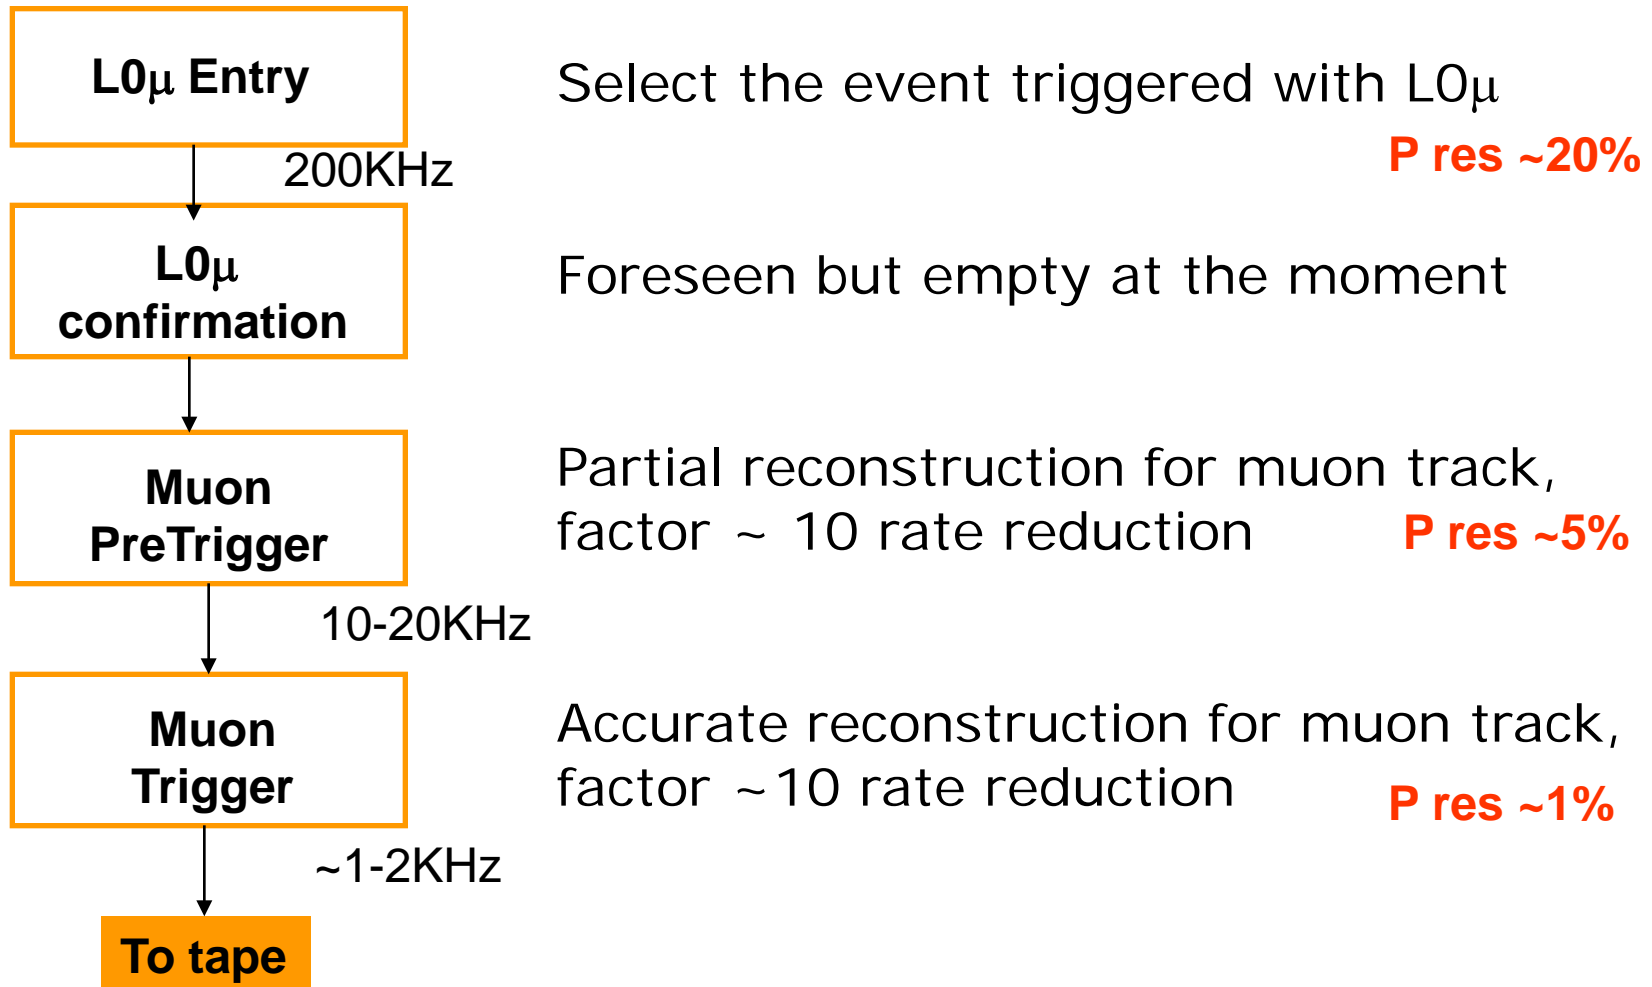 L0μ Entry
Select the event triggered with L0μ
P res ~20%
200KHz
L0μ
confirmation
Foreseen but empty at the moment
Muon
PreTrigger
Partial reconstruction for muon track,
factor ~ 10 rate reduction
P res ~5%
10-20KHz
Muon
Trigger
Accurate reconstruction for muon track,
factor ~10 rate reduction
P res ~1%
~1-2KHz
To tape